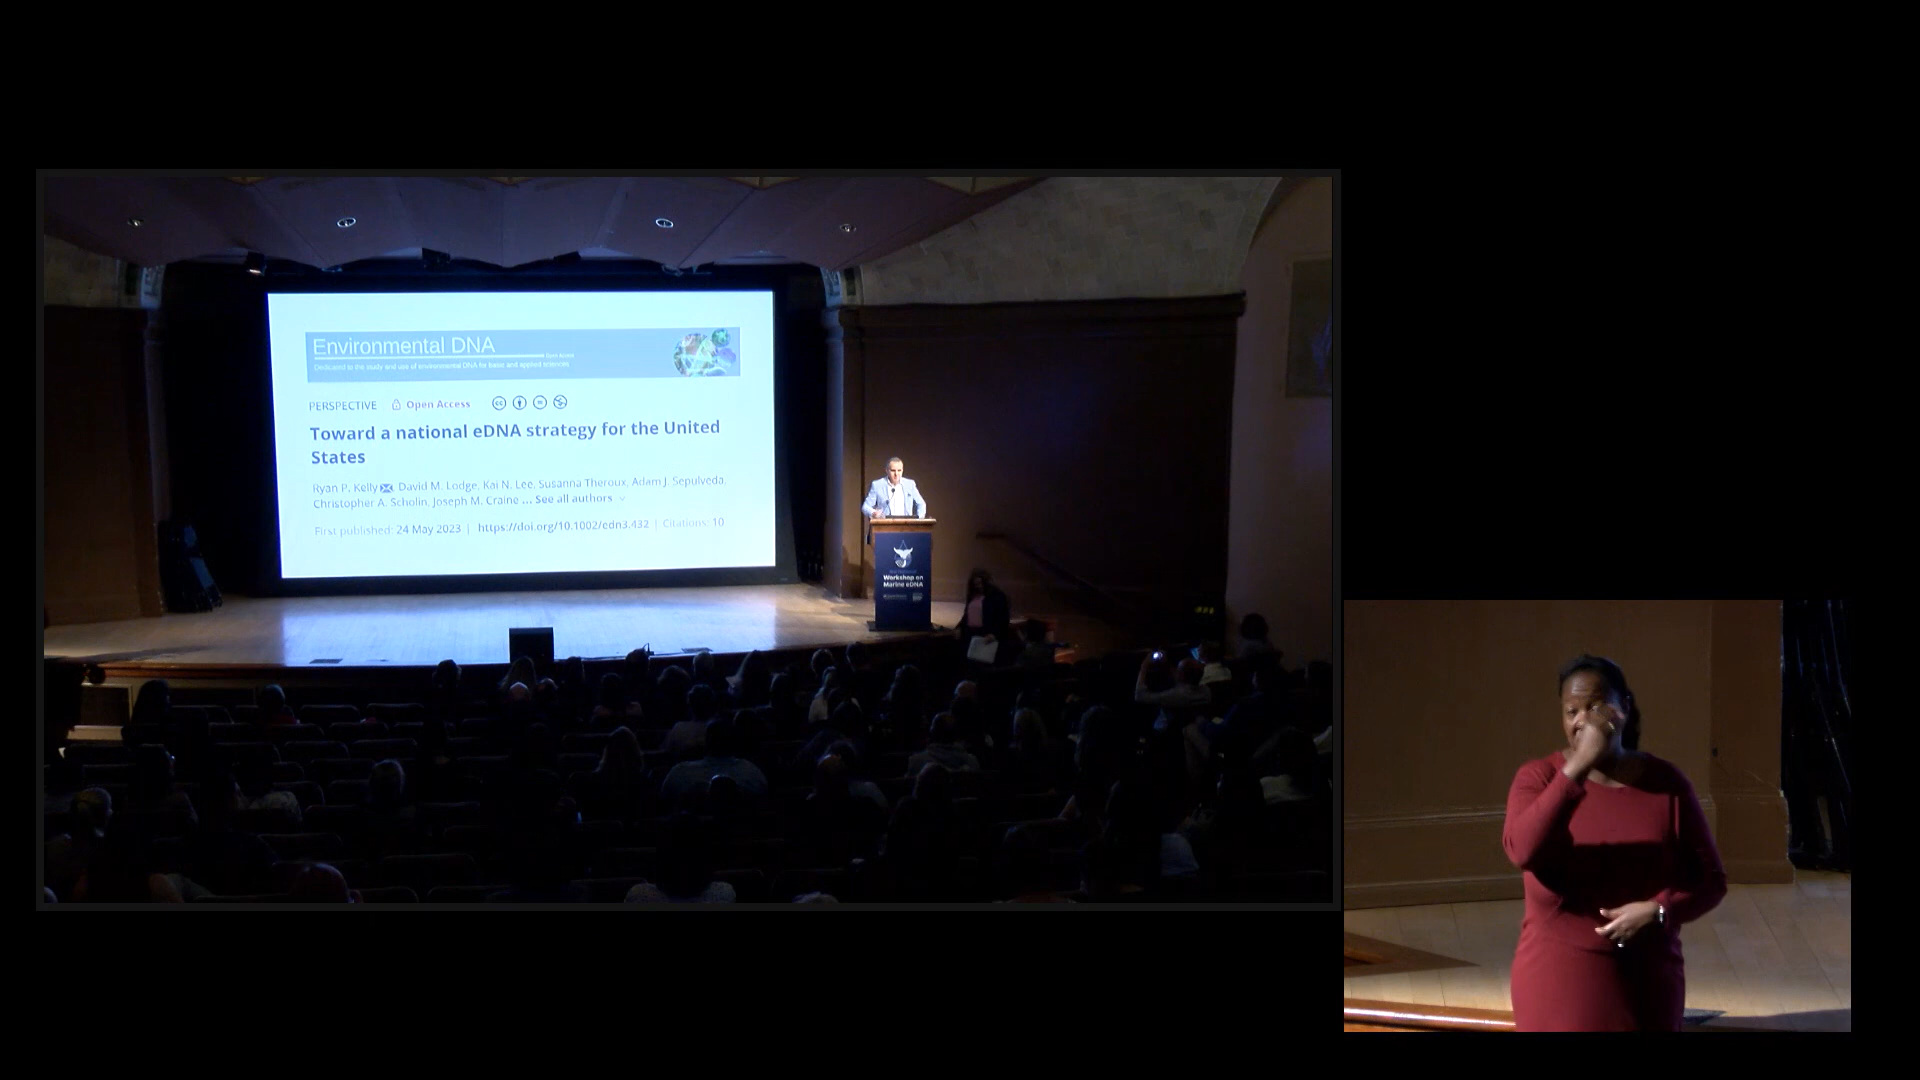 Environmental DNA
Open Access
Dedicated to the study and use of environmental DNA for basic and applied sciences
PERSPECTIVE Open Access
Toward a national eDNA strategy for the United
States
Ryan P. Kelly, David M. Lodge, Kai N. Lee, Susanna Theroux, Adam J. Sepulveda,
Christopher A. Scholin, Joseph M. Craine ... See all authors
First published: 24 May 2023 | https://doi.org/10.1002/edn3.432 | Citations: 10
Workshop on
Marine eDNA